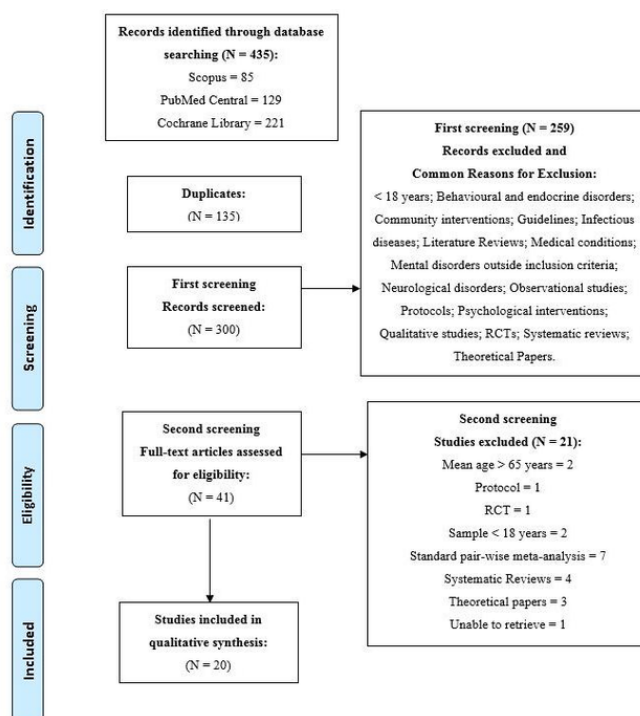 Records identified through database
searching (N = 435):
Scopus = 85
PubMed Central = 129
Cochrane Library = 221
Identification
Duplicates:
(N = 135)
First screening (N = 259)
Records excluded and
Common Reasons for Exclusion:
< 18 years; Behavioural and endocrine disorders;
Community interventions; Guidelines; Infectious
diseases; Literature Reviews; Medical conditions;
Mental disorders outside inclusion criteria;
Neurological disorders; Observational studies;
Protocols; Psychological interventions;
Qualitative studies; RCTs; Systematic reviews;
Theoretical Papers.
Screening
First screening
Records screened:
(N = 300)
Eligibility
Second screening
Full-text articles assessed
for eligibility:
(N = 41)
Second screening
Studies excluded (N = 21):
Mean age > 65 years = 2
Protocol = 1
RCT = 1
Sample < 18 years = 2
Standard pair-wise meta-analysis = 7
Systematic Reviews = 4
Theoretical papers = 3
Unable to retrieve = 1
Included
Studies included in
qualitative synthesis:
(N = 20)